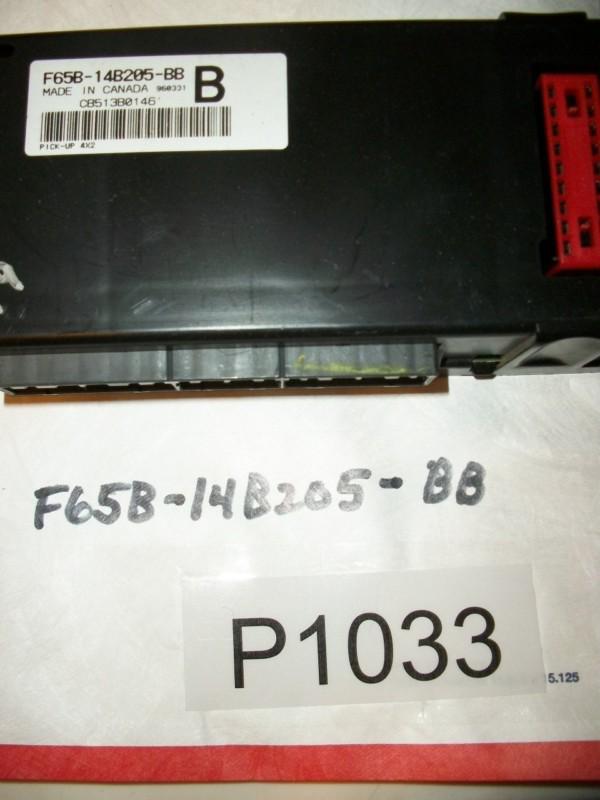 F65B-14B205-BB
MADE IN CANADA 960331 B
CB513B0146
PICK-UP 4X2
F65B-14B205-BB
P1033
5.125